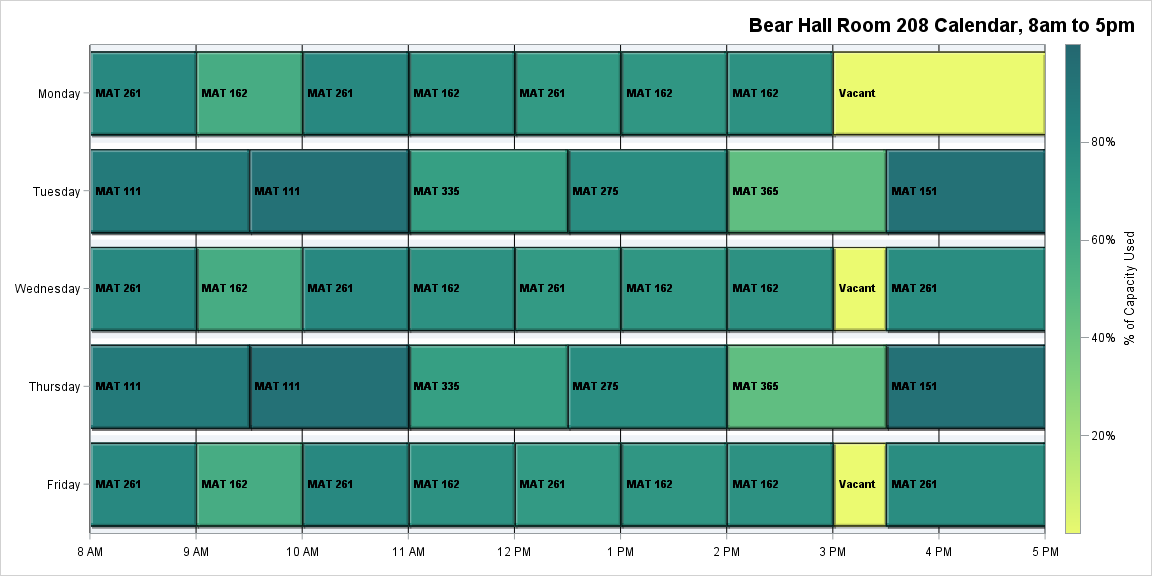 Bear Hall Room 208 Calendar, 8am to 5pm
Monday
MAT 261
MAT 162
MAT 261
MAT 162
MAT 261
MAT 162
MAT 162
Vacant
Tuesday
MAT 111
MAT 111
MAT 335
MAT 275
MAT 365
MAT 151
Wednesday
MAT 261
MAT 162
MAT 261
MAT 162
MAT 261
MAT 162
MAT 162
Vacant
MAT 261
Thursday
MAT 111
MAT 111
MAT 335
MAT 275
MAT 365
MAT 151
Friday
MAT 261
MAT 162
MAT 261
MAT 162
MAT 261
MAT 162
MAT 162
Vacant
MAT 261
8 AM
9 AM
10 AM
11 AM
12 PM
1 PM
2 PM
3 PM
4 PM
5 PM
80%
60%
40%
20%
% of Capacity Used